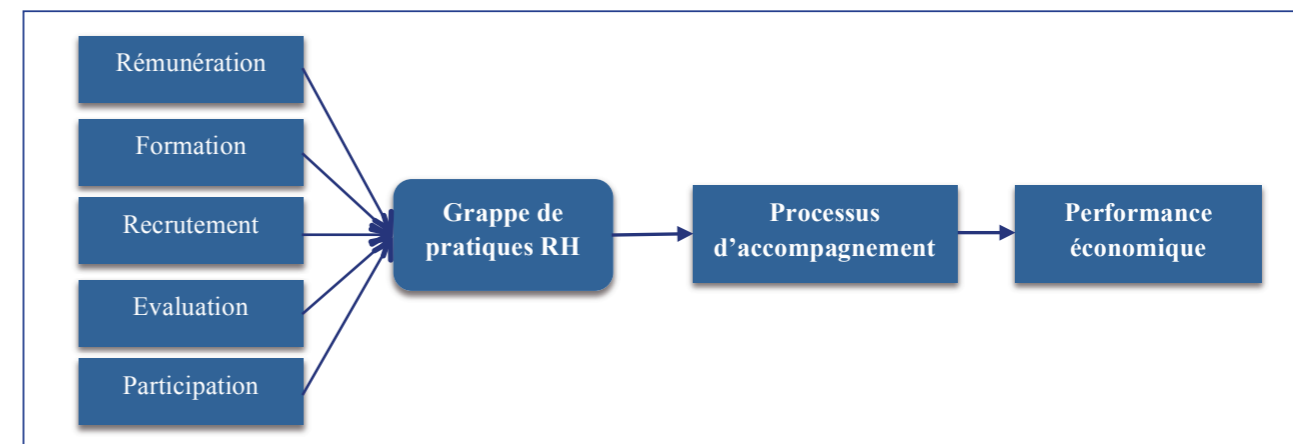 Rémunération
Formation
Recrutement
Evaluation
Participation
Grappe de
pratiques RH
Processus
d’accompagnement
Performance
économique